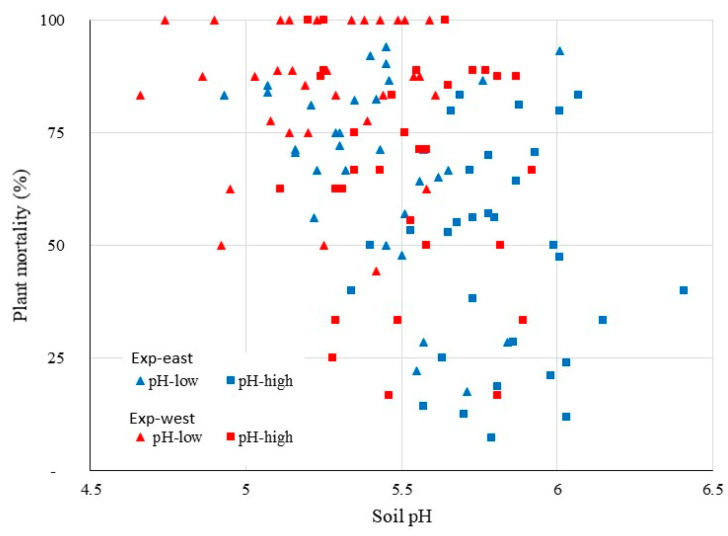 100
75
50
25
-
Plant mortality (%)
Exp-east
pH-low pH-high
Exp-west
pH-low pH-high
4.5 5 5.5 6 6.5
Soil pH